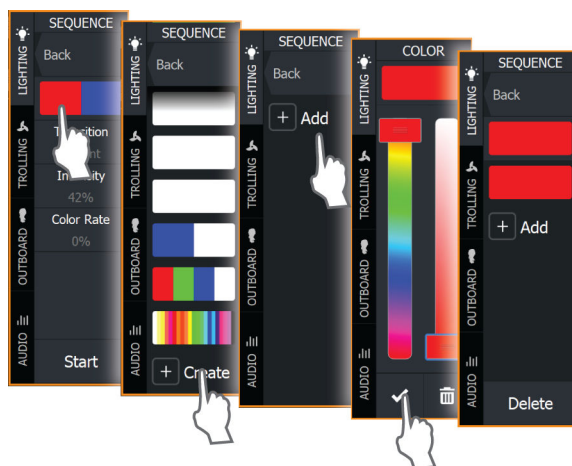 SEQUENCE
Back
Intensity
42%
Color Rate
0%
Start
LIGHTING
TROLLING
OUTBOARD
AUDIO
SEQUENCE
Back
Create
LIGHTING
TROLLING
OUTBOARD
AUDIO
SEQUENCE
Back
+ Add
LIGHTING
TROLLING
OUTBOARD
AUDIO
COLOR
LIGHTING
TROLLING
OUTBOARD
AUDIO
SEQUENCE
Back
+ Add
Delete
LIGHTING
TROLLING
OUTBOARD
AUDIO